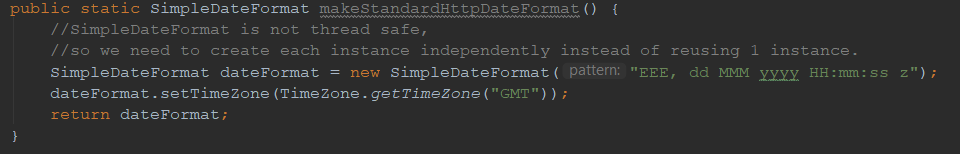 public static SimpleDateFormat makeStandardHttpDateFormat() {
    //SimpleDateFormat is not thread safe,
    //so we need to create each instance independently instead of reusing 1 instance.
    SimpleDateFormat dateFormat = new SimpleDateFormat( pattern: "EEE, dd MMM yyyy HH:mm:ss z");
    dateFormat.setTimeZone(TimeZone.getTimeZone("GMT"));
    return dateFormat;
}